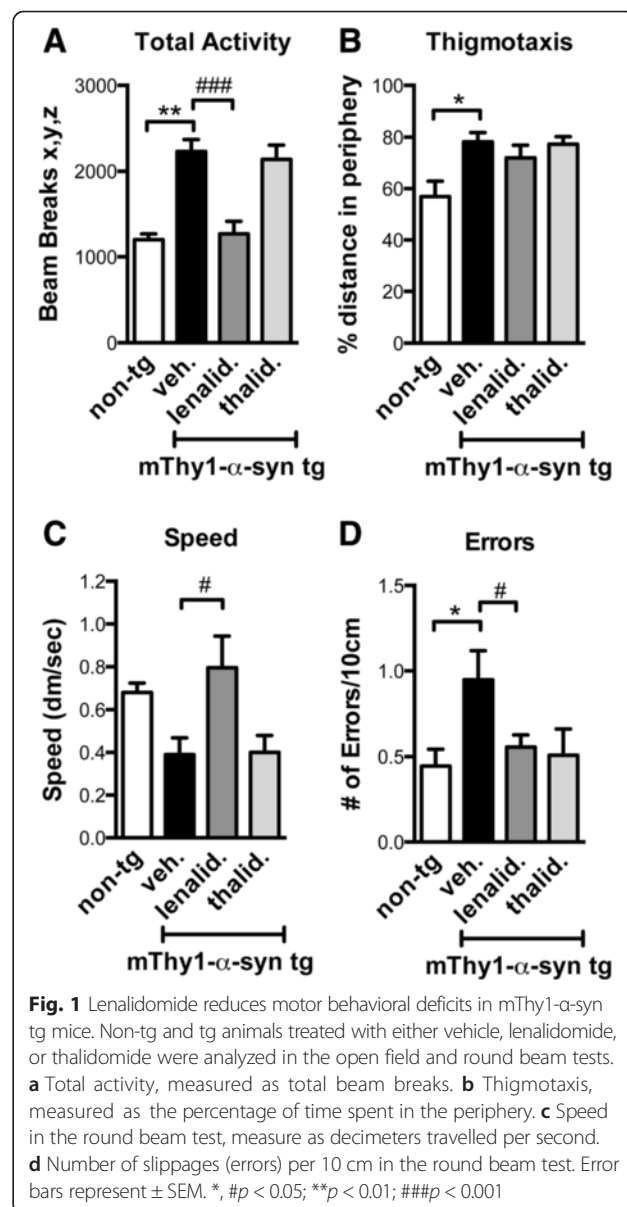 A Total Activity
Beam Breaks x,y,z
3000
2000
1000
0
** ###
non-tg veh. lenalid. thalid.
mThy1-α-syn tg
B Thigmotaxis
% distance in periphery
100
80
60
40
20
0
*
non-tg veh. lenalid. thalid.
mThy1-α-syn tg
C Speed
Speed (dm/sec)
1.2
1.0
0.8
0.6
0.4
0.2
0.0
#
non-tg veh. lenalid. thalid.
mThy1-α-syn tg
D Errors
# of Errors/10cm
1.5
1.0
0.5
0.0
* #
non-tg veh. lenalid. thalid.
mThy1-α-syn tg
Fig. 1 Lenalidomide reduces motor behavioral deficits in mThy1-α-syn
tg mice. Non-tg and tg animals treated with either vehicle, lenalidomide,
or thalidomide were analyzed in the open field and round beam tests.
a Total activity, measured as total beam breaks. b Thigmotaxis,
measured as the percentage of time spent in the periphery. c Speed
in the round beam test, measure as decimeters travelled per second.
d Number of slippages (errors) per 10 cm in the round beam test. Error
bars represent ± SEM. *, #p < 0.05; **p < 0.01; ###p < 0.001